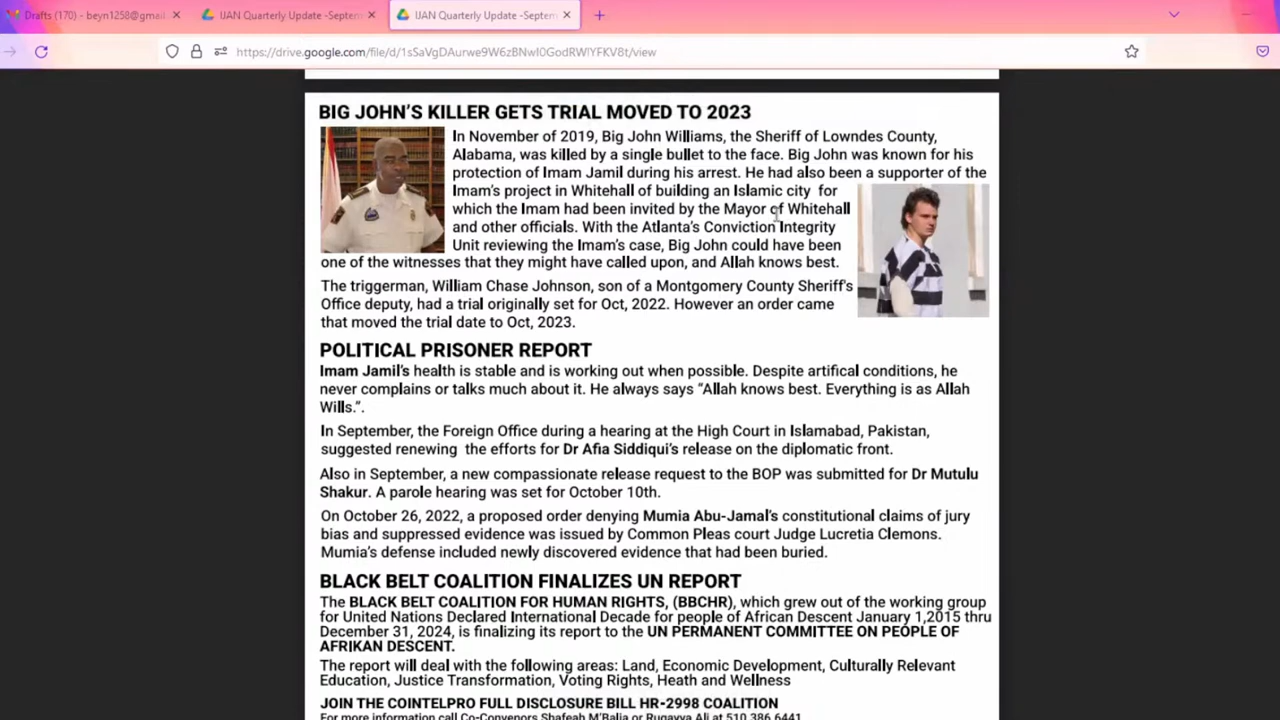 Drafts (170) - beyn1258@gmail
IJAN Quarterly Update -Septem
IJAN Quarterly Update -Septem
BIG JOHN'S KILLER GETS TRIAL MOVED TO 2023
In November of 2019, Big John Williams, the Sheriff of Lowndes County,
Alabama, was killed by a single bullet to the face. Big John was known for his
protection of Imam Jamil during his arrest. He had also been a supporter of the
Imam's project in Whitehall of building an Islamic city for
which the Imam had been invited by the Mayor of Whitehall
and other officials. With the Atlanta's Conviction Integrity
Unit reviewing the Imam's case, Big John could have been
one of the witnesses that they might have called upon, and Allah knows best.
The triggerman, William Chase Johnson, son of a Montgomery County Sheriff's
Office deputy, had a trial originally set for Oct, 2022. However an order came
that moved the trial date to Oct, 2023.
POLITICAL PRISONER REPORT
Imam Jamil's health is stable and is working out when possible. Despite artifical conditions, he
never complains or talks much about it. He always says “Allah knows best. Everything is as Allah
Wills.”.
In September, the Foreign Office during a hearing at the High Court in Islamabad, Pakistan,
suggested renewing the efforts for Dr Afia Siddiqui's release on the diplomatic front.
Also in September, a new compassionate release request to the BOP was submitted for Dr Mutulu
Shakur. A parole hearing was set for October 10th.
On October 26, 2022, a proposed order denying Mumia Abu-Jamal's constitutional claims of jury
bias and suppressed evidence was issued by Common Pleas court Judge Lucretia Clemons.
Mumia's defense included newly discovered evidence that had been buried.
BLACK BELT COALITION FINALIZES UN REPORT
The BLACK BELT COALITION FOR HUMAN RIGHTS, (BBCHR), which grew out of the working group
for United Nations Declared International Decade for people of African Descent January 1,2015 thru
December 31, 2024, is finalizing its report to the UN PERMANENT COMMITTEE ON PEOPLE OF
AFRIKAN DESCENT.
The report will deal with the following areas: Land, Economic Development, Culturally Relevant
Education, Justice Transformation, Voting Rights, Heath and Wellness
JOIN THE COINTELPRO FULL DISCLOSURE BILL HR-2998 COALITION
For more information call Co-Convenors Shafeah M'Balia or Ruqayya Ali at 510.386.6441